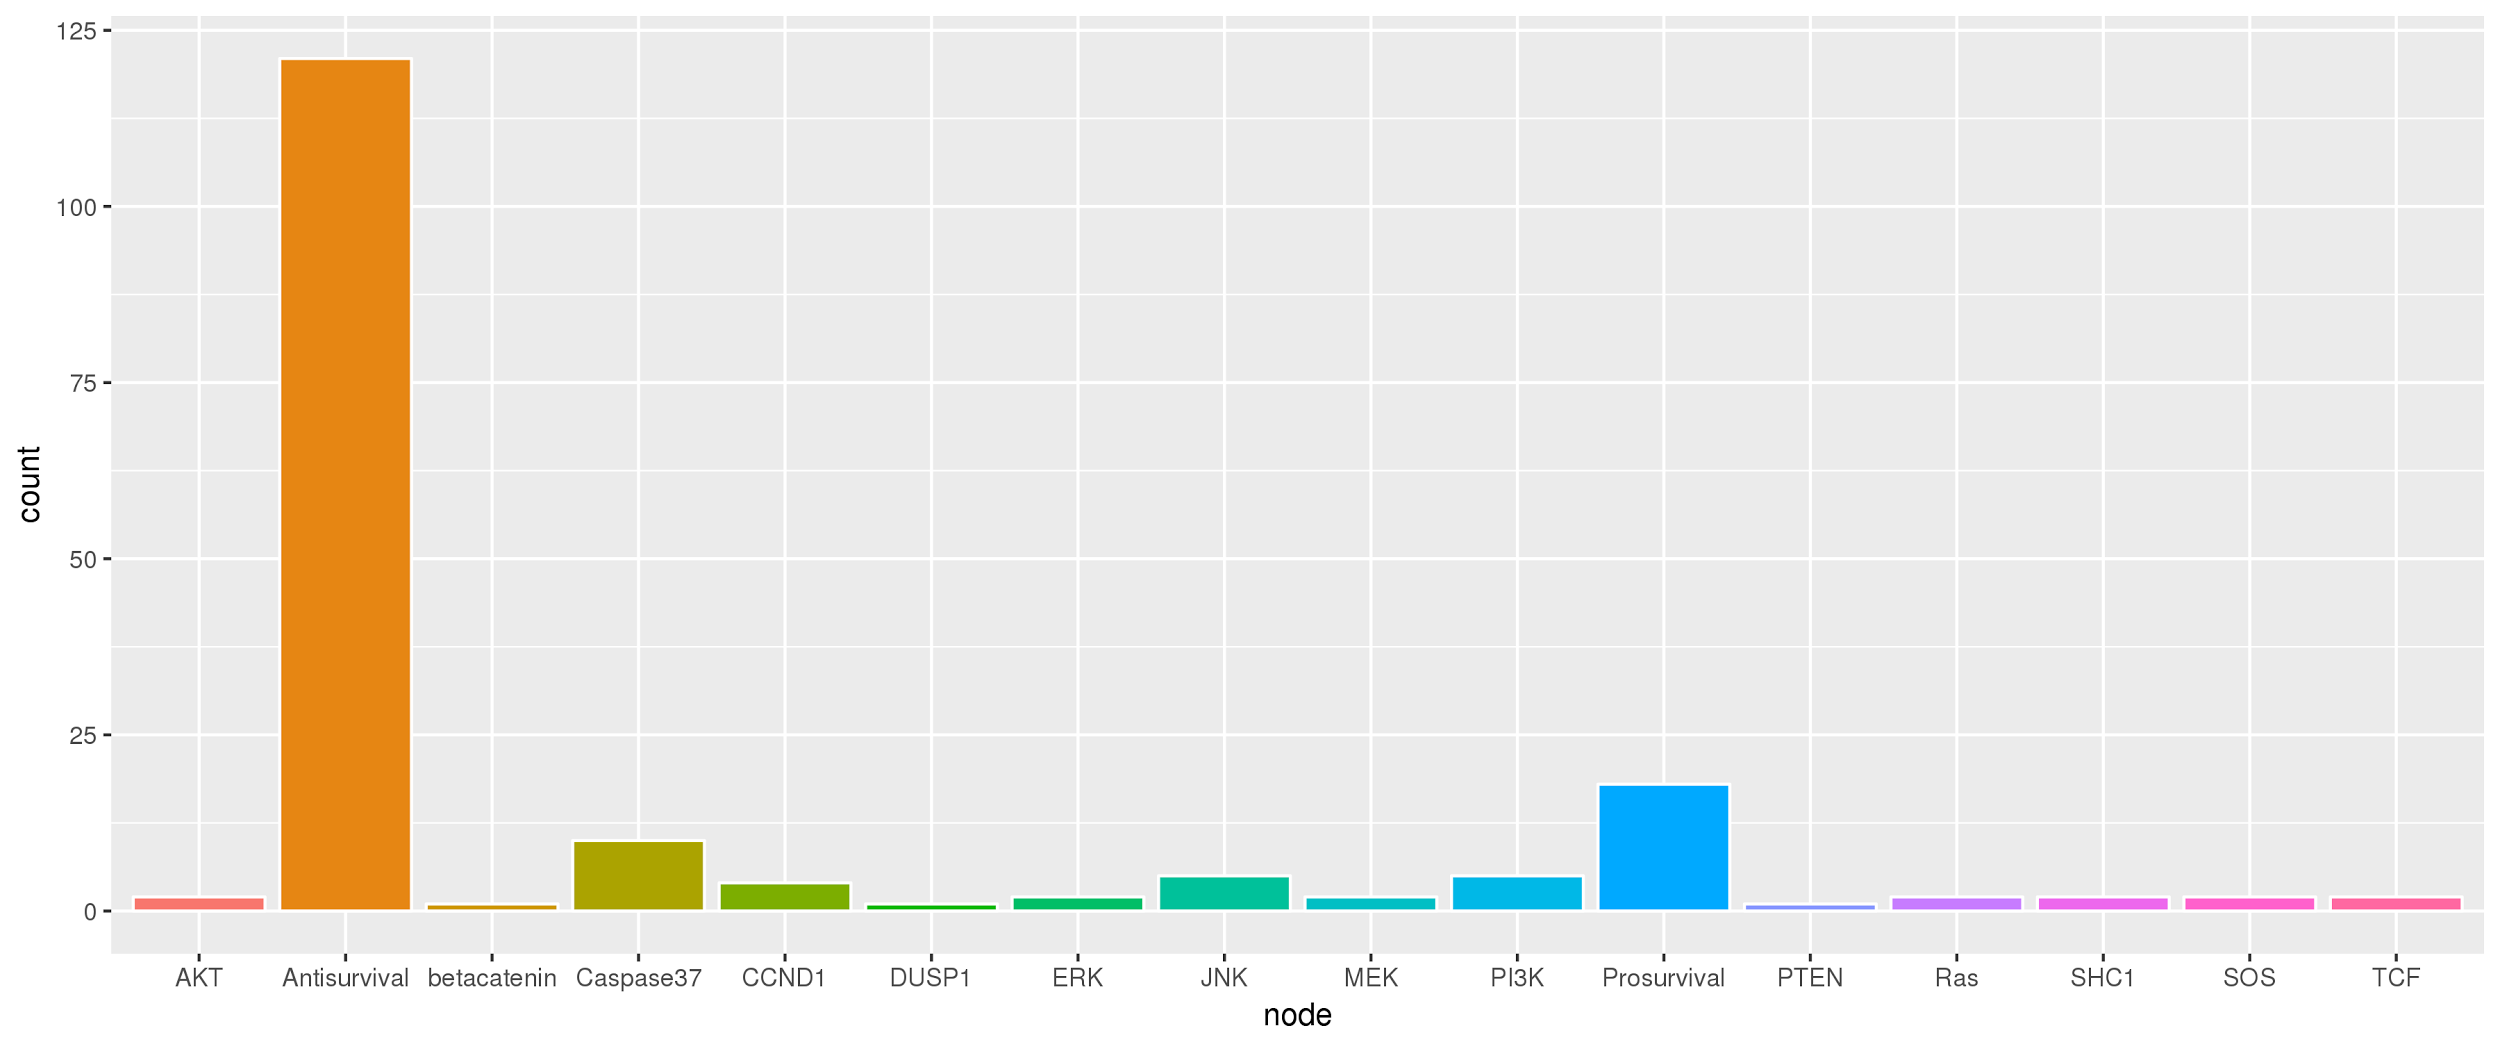 125
100
75
50
25
0
count
AKT Antisurvival betacatenin Caspase37 CCND1 DUSP1 ERK JNK MEK PI3K Prosurvival PTEN Ras SHC1 SOS TCF
node